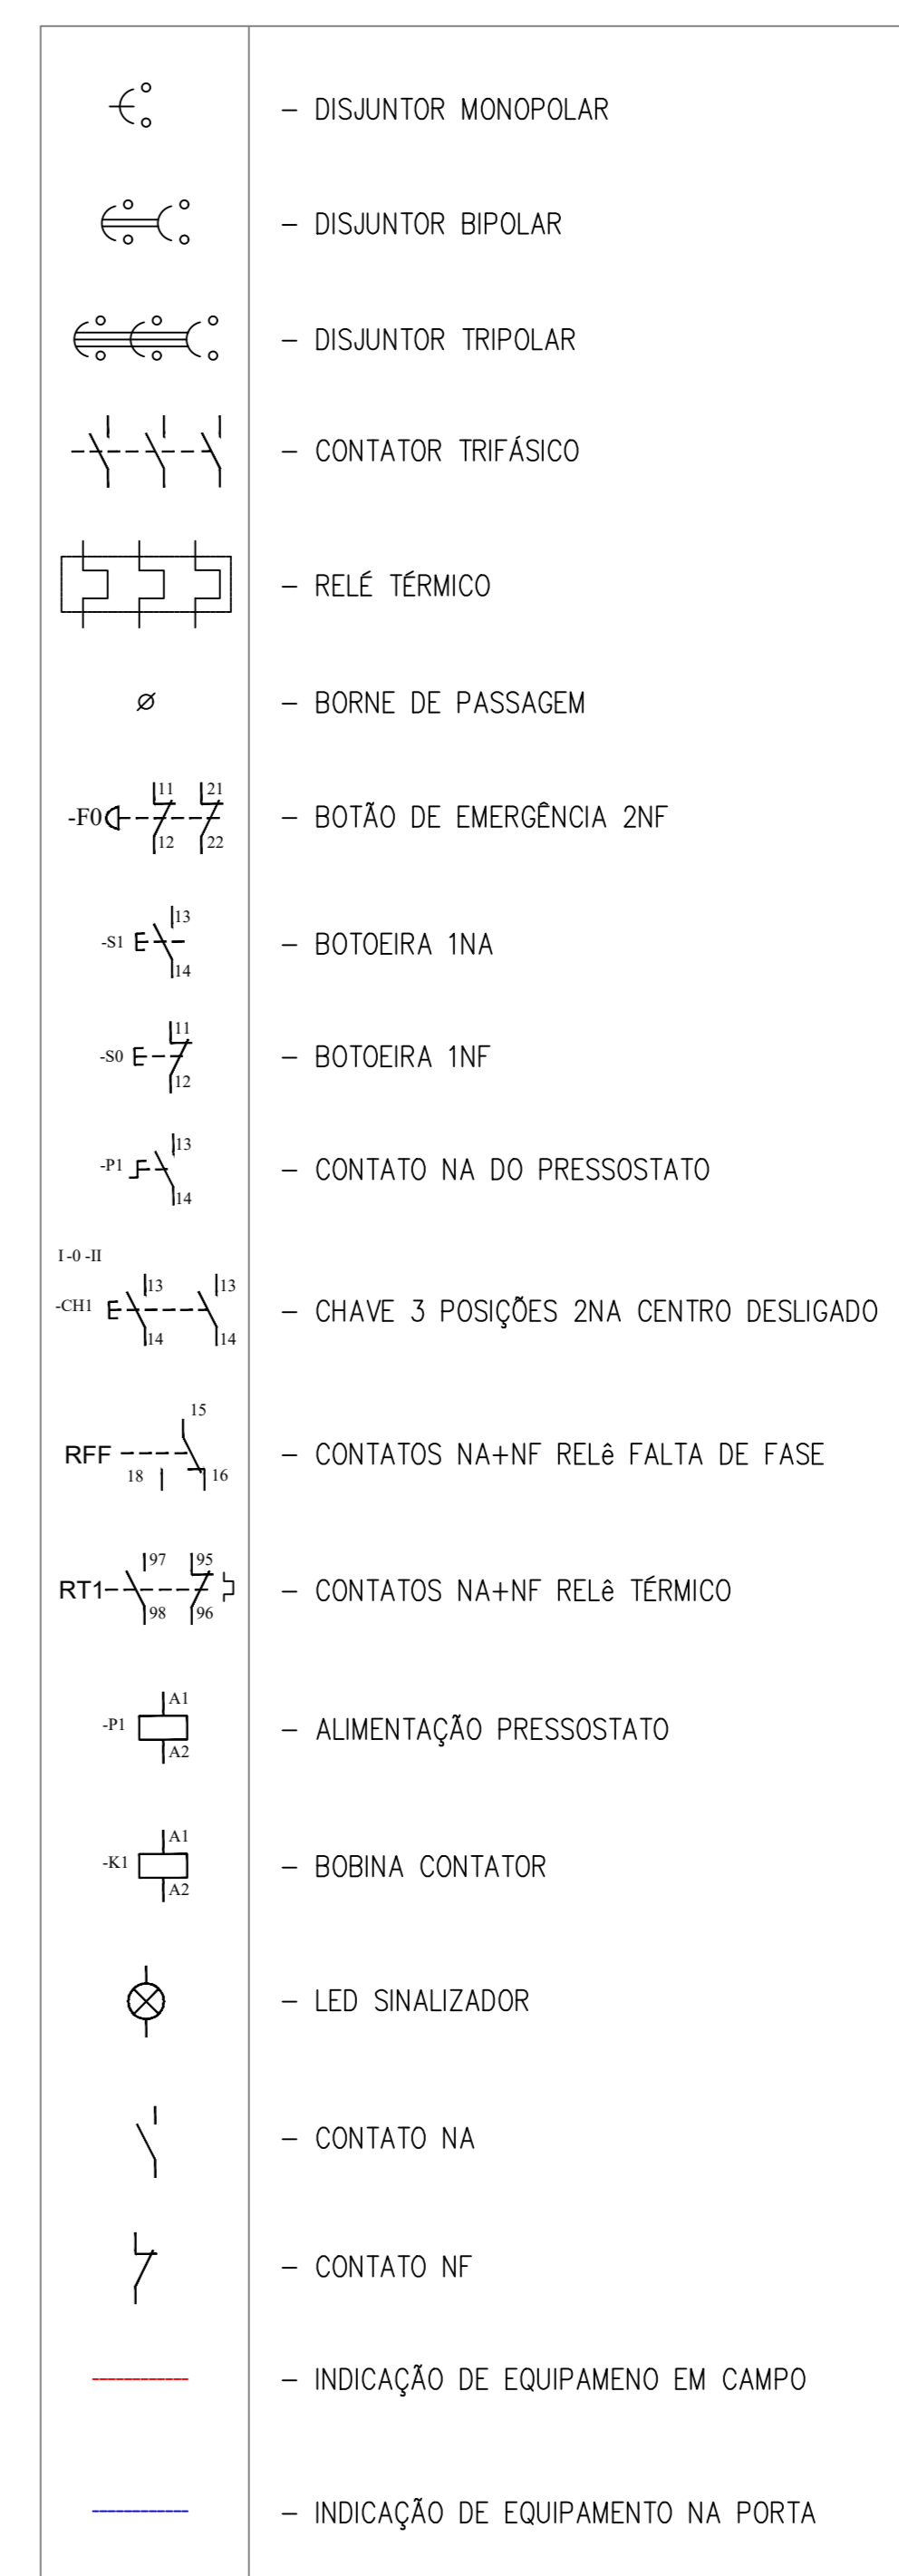 - DISJUNTOR MONOPOLAR
- DISJUNTOR BIPOLAR
- DISJUNTOR TRIPOLAR
- CONTATOR TRIFÁSICO
- RELÉ TÉRMICO
- BORNE DE PASSAGEM
11 21
-F0 - BOTÃO DE EMERGÊNCIA 2NF
12 22
13
-S1 - BOTOEIRA 1NA
14
11
-S0 - BOTOEIRA 1NF
12
13
-P1 - CONTATO NA DO PRESSOSTATO
14
I-0-II
13 13
-CH1 - CHAVE 3 POSIÇÕES 2NA CENTRO DESLIGADO
14 14
15
RFF - CONTATOS NA+NF RELê FALTA DE FASE
18 16
97 95
RT1 - CONTATOS NA+NF RELê TÉRMICO
98 96
A1
-P1 - ALIMENTAÇÃO PRESSOSTATO
A2
A1
-K1 - BOBINA CONTATOR
A2
- LED SINALIZADOR
- CONTATO NA
- CONTATO NF
- INDICAÇÃO DE EQUIPAMENO EM CAMPO
- INDICAÇÃO DE EQUIPAMENTO NA PORTA